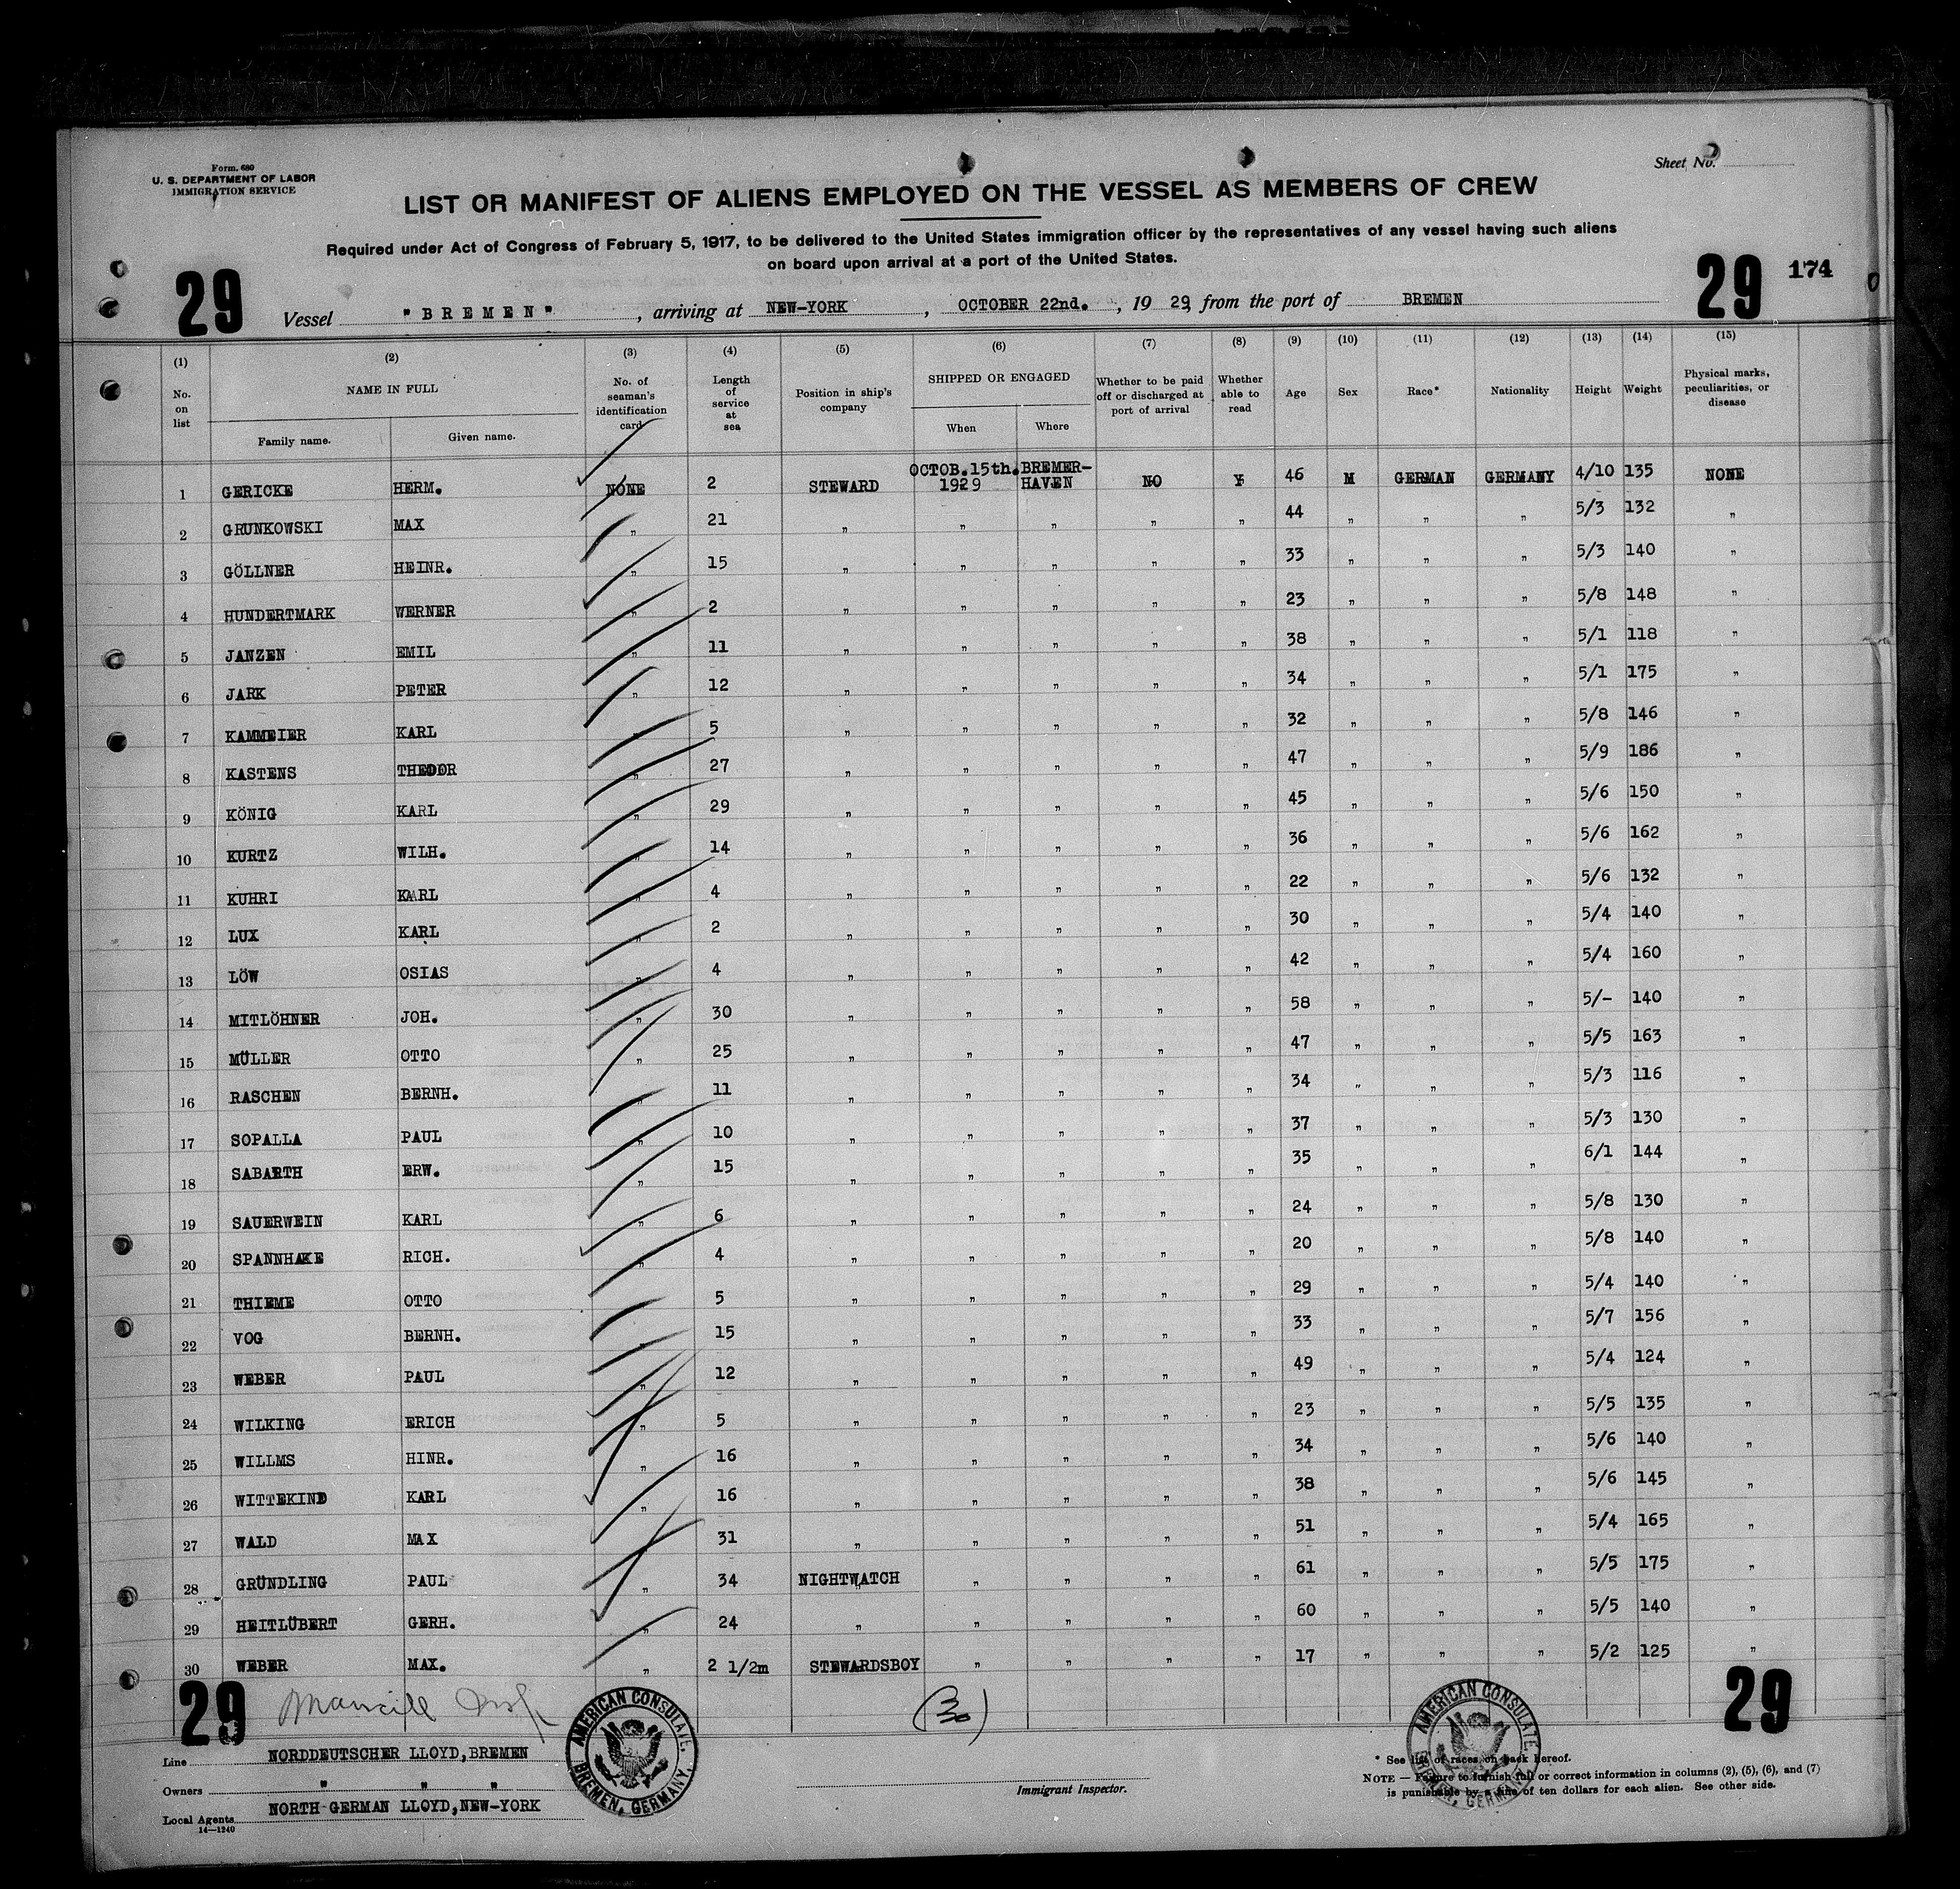 Form. 680
U. S. DEPARTMENT OF LABOR
IMMIGRATION SERVICE
Sheet No.
LIST OR MANIFEST OF ALIENS EMPLOYED ON THE VESSEL AS MEMBERS OF CREW
Required under Act of Congress of February 5, 1917, to be delivered to the United States immigration officer by the representatives of any vessel having such aliens
on board upon arrival at a port of the United States.
29 29 174
Vessel "BREMEN", arriving at NEW-YORK, OCTOBER 22nd., 1929, from the port of BREMEN
(1) (2) (3) (4) (5) (6) (7) (8) (9) (10) (11) (12) (13) (14) (15)
No. on list NAME IN FULL Family name. Given name. No. of seaman's identification card Length of service at sea Position in ship's company SHIPPED OR ENGAGED When Where Whether to be paid off or discharged at port of arrival Whether able to read Age Sex Race* Nationality Height Weight Physical marks, peculiarities, or disease
1 GERICKE HERM. NONE 2 STEWARD OCTOB.15th. 1929 BREMER-HAVEN NO Y 46 M GERMAN GERMANY 4/10 135 NONE
2 GRUNKOWSKI MAX " 21 " " " " " 44 " " " 5/3 132 "
3 GÖLLNER HEINR. " 15 " " " " " 33 " " " 5/3 140 "
4 HUNDERTMARK WERNER " 2 " " " " " 23 " " " 5/8 148 "
5 JANZEN EMIL " 11 " " " " " 38 " " " 5/1 118 "
6 JARK PETER " 12 " " " " " 34 " " " 5/1 175 "
7 KAMMEIER KARL " 5 " " " " " 32 " " " 5/8 146 "
8 KASTENS THEDOR " 27 " " " " " 47 " " " 5/9 186 "
9 KÖNIG KARL " 29 " " " " " 45 " " " 5/6 150 "
10 KURTZ WILH. " 14 " " " " " 36 " " " 5/6 162 "
11 KUHRI KARL " 4 " " " " " 22 " " " 5/6 132 "
12 LUX KARL " 2 " " " " " 30 " " " 5/4 140 "
13 LÖW OSIAS " 4 " " " " " 42 " " " 5/4 160 "
14 MITLÖHNER JOH. " 30 " " " " " 58 " " " 5/- 140 "
15 MÜLLER OTTO " 25 " " " " " 47 " " " 5/5 163 "
16 RASCHEN BERNH. " 11 " " " " " 34 " " " 5/3 116 "
17 SOPALLA PAUL " 10 " " " " " 37 " " " 5/3 130 "
18 SABARTH ERW. " 15 " " " " " 35 " " " 6/1 144 "
19 SAUERWEIN KARL " 6 " " " " " 24 " " " 5/8 130 "
20 SPANNHAKE RICH. " 4 " " " " " 20 " " " 5/8 140 "
21 THIEME OTTO " 5 " " " " " 29 " " " 5/4 140 "
22 VOG BERNH. " 15 " " " " " 33 " " " 5/7 156 "
23 WEBER PAUL " 12 " " " " " 49 " " " 5/4 124 "
24 WILKING ERICH " 5 " " " " " 23 " " " 5/5 135 "
25 WILLMS HINR. " 16 " " " " " 34 " " " 5/6 140 "
26 WITTEKIND KARL " 16 " " " " " 38 " " " 5/6 145 "
27 WALD MAX " 31 " " " " " 51 " " " 5/4 165 "
28 GRÜNDLING PAUL " 34 NIGHTWATCH " " " " 61 " " " 5/5 175 "
29 HEITLÜBERT GERH. " 24 " " " " " 60 " " " 5/5 140 "
30 WEBER MAX. " 2 1/2m STEWARDSBOY " " " " 17 " " " 5/2 125 "
29 (30) 29
AMERICAN CONSULATE, BREMEN, GERMANY.
AMERICAN CONSULATE, BREMEN, GERMANY.
Line NORDDEUTSCHER LLOYD, BREMEN
Owners " " "
Local Agents NORTH GERMAN LLOYD, NEW-YORK
14—1240
Immigrant Inspector.
* See list of races on back hereof.
NOTE — Failure to furnish full or correct information in columns (2), (5), (6), and (7)
is punishable by a fine of ten dollars for each alien. See other side.